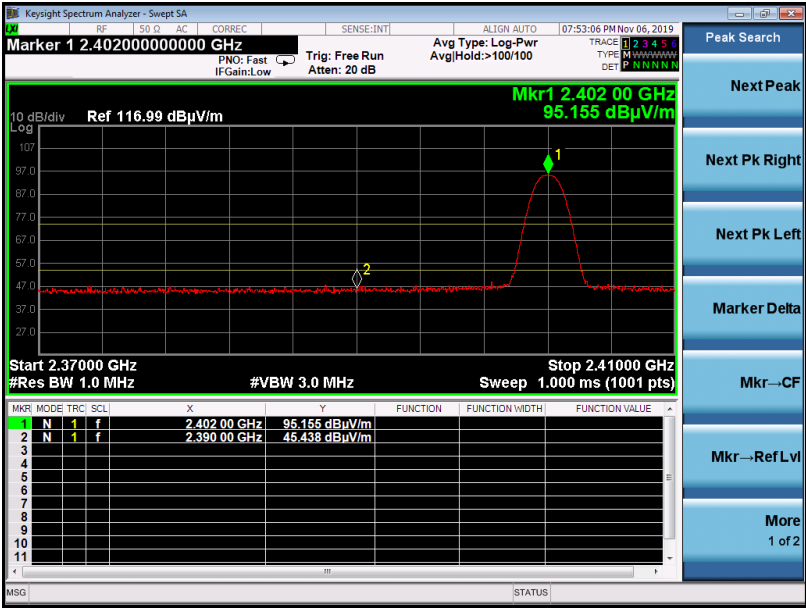 Keysight Spectrum Analyzer - Swept SA
LXI RF 50 Ω AC CORREC SENSE:INT ALIGN AUTO 07:53:06 PM Nov 06, 2019
Marker 1 2.402000000000 GHz
PNO: Fast
IFGain:Low
Trig: Free Run
Atten: 20 dB
Avg Type: Log-Pwr
Avg|Hold:>100/100
TRACE 1 2 3 4 5 6
TYPE M W W W W W
DET P N N N N N
Mkr1 2.402 00 GHz
95.155 dBµV/m
10 dB/div Ref 116.99 dBµV/m
Log
107
97.0
87.0
77.0
67.0
57.0
47.0
37.0
27.0
1
2
Start 2.37000 GHz Stop 2.41000 GHz
#Res BW 1.0 MHz #VBW 3.0 MHz Sweep 1.000 ms (1001 pts)
MKR MODE TRC SCL X Y FUNCTION FUNCTION WIDTH FUNCTION VALUE
1 N 1 f 2.402 00 GHz 95.155 dBµV/m
2 N 1 f 2.390 00 GHz 45.438 dBµV/m
3
4
5
6
7
8
9
10
11
MSG STATUS
Peak Search
Next Peak
Next Pk Right
Next Pk Left
Marker Delta
Mkr→CF
Mkr→Ref Lvl
More
1 of 2